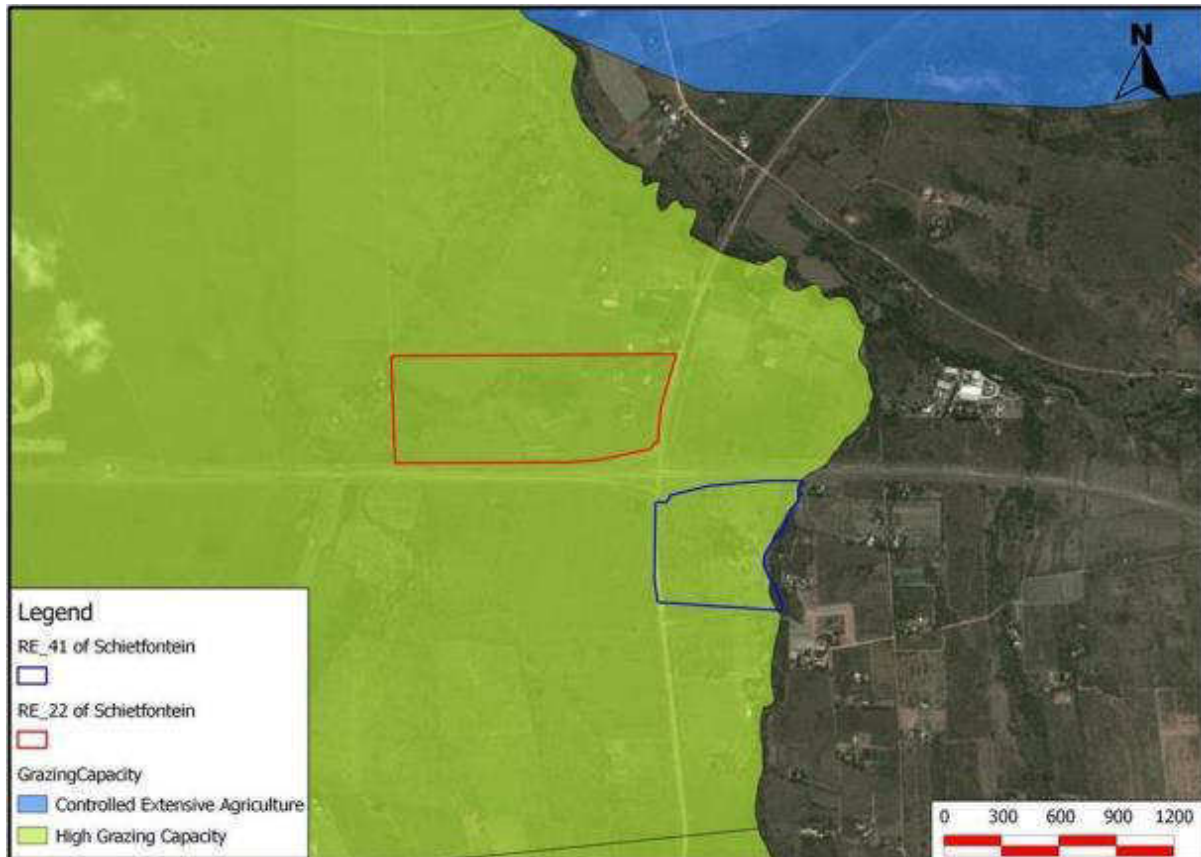 N
Legend
RE_41 of Schietfontein
RE_22 of Schietfontein
GrazingCapacity
Controlled Extensive Agriculture
High Grazing Capacity
0 300 600 900 1200